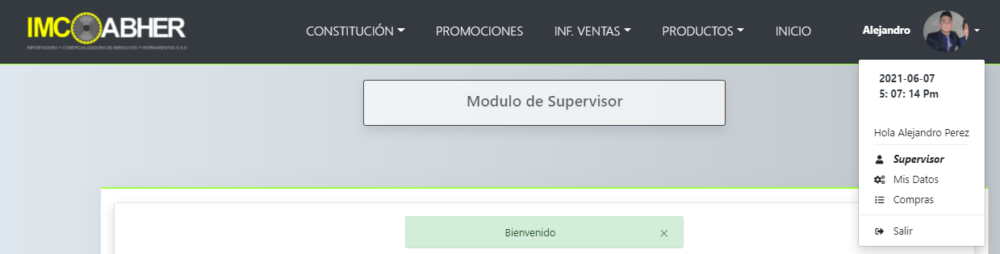 IMCOABHER
IMPORTADORA Y COMERCIALIZADORA DE ABRASIVOS Y HERRAMIENTAS S.A.S
CONSTITUCIÓN PROMOCIONES INF. VENTAS PRODUCTOS INICIO Alejandro
2021-06-07
5: 07: 14 Pm
Modulo de Supervisor
Hola Alejandro Perez
Supervisor
Mis Datos
Compras
Salir
Bienvenido ×